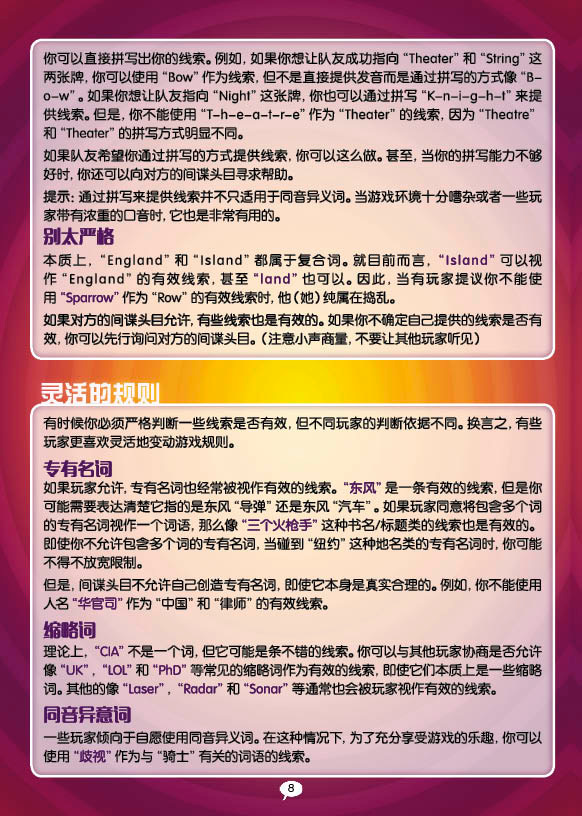 你可以直接拼写出你的线索。例如，如果你想让队友成功指向 “Theater” 和 “String” 这
两张牌，你可以使用 “Bow” 作为线索，但不是直接提供发音而是通过拼写的方式像 “B-
o-w” 。如果你想让队友指向 “Night” 这张牌，你也可以通过拼写 “K-n-i-g-h-t” 来提
供线索。但是，你不能使用 “T-h-e-a-t-r-e” 作为 “Theater” 的线索，因为 “Theatre”
和 “Theater” 的拼写方式明显不同。
如果队友希望你通过拼写的方式提供线索，你可以这么做。甚至，当你的拼写能力不够
好时，你还可以向对方的间谍头目寻求帮助。
提示：通过拼写来提供线索并不只适用于同音异义词。当游戏环境十分嘈杂或者一些玩
家带有浓重的口音时，它也是非常有用的。
别太严格
本质上，“England” 和 “Island” 都属于复合词。就目前而言，“Island” 可以视
作 “England” 的有效线索，甚至 “land” 也可以。因此，当有玩家提议你不能使
用 “Sparrow” 作为 “Row” 的有效线索时，他（她）纯属在捣乱。
如果对方的间谍头目允许，有些线索也是有效的。如果你不确定自己提供的线索是否有
效，你可以先行询问对方的间谍头目。（注意小声商量，不要让其他玩家听见）
灵活的规则
有时候你必须严格判断一些线索是否有效，但不同玩家的判断依据不同。换言之，有些
玩家更喜欢灵活地变动游戏规则。
专有名词
如果玩家允许，专有名词也经常被视作有效的线索。“东风” 是一条有效的线索，但是你
可能需要表达清楚它指的是东风 “导弹” 还是东风 “汽车” 。如果玩家同意将包含多个词
的专有名词视作一个词语，那么像 “三个火枪手” 这种书名/标题类的线索也是有效的。
即使你不允许包含多个词的专有名词，当碰到 “纽约” 这种地名类的专有名词时，你可能
不得不放宽限制。
但是，间谍头目不允许自己创造专有名词，即使它本身是真实合理的。例如，你不能使用
人名 “华官司” 作为 “中国” 和 “律师” 的有效线索。
缩略词
理论上，“CIA” 不是一个词，但它可能是条不错的线索。你可以与其他玩家协商是否允许
像 “UK” ，“LOL” 和 “PhD” 等常见的缩略词作为有效的线索，即使它们本质上是一些缩略
词。其他的像 “Laser” ，“Radar” 和 “Sonar” 等通常也会被玩家视作有效的线索。
同音异意词
一些玩家倾向于自愿使用同音异义词。在这种情况下，为了充分享受游戏的乐趣，你可以
使用 “歧视” 作为与 “骑士” 有关的词语的线索。
8